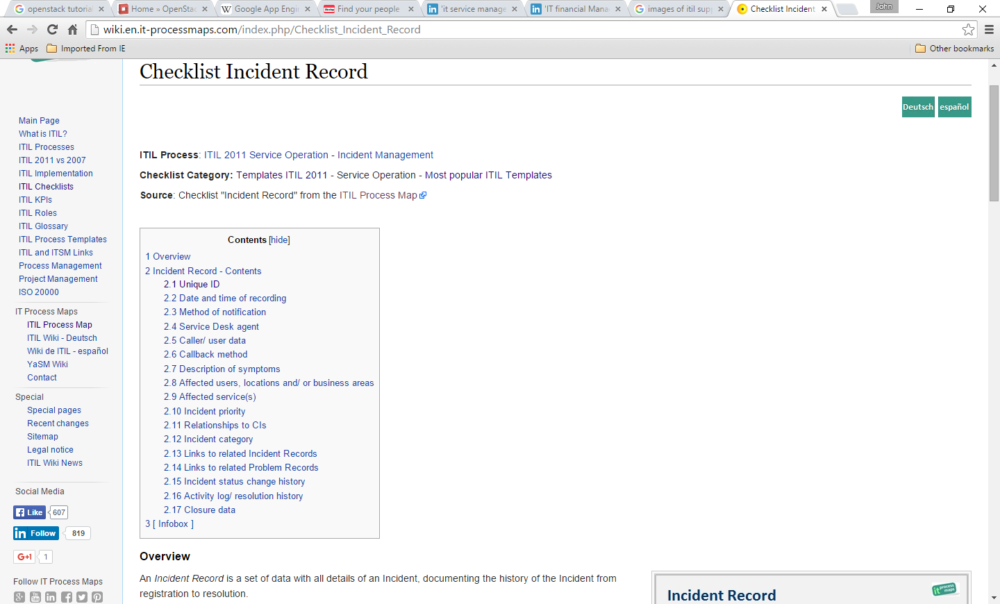 openstack tutorial
Home » OpenStac
Google App Engin
Find your people
'it service manage
'IT financial Mana
images of itil supp
Checklist Incident
John
wiki.en.it-processmaps.com/index.php/Checklist_Incident_Record
Apps
Imported From IE
Other bookmarks
Checklist Incident Record
Deutsch
español
Main Page
What is ITIL?
ITIL Processes
ITIL 2011 vs 2007
ITIL Implementation
ITIL Checklists
ITIL KPIs
ITIL Roles
ITIL Glossary
ITIL Process Templates
ITIL and ITSM Links
Process Management
Project Management
ISO 20000
IT Process Maps
ITIL Process Map
ITIL Wiki - Deutsch
Wiki de ITIL - español
YaSM Wiki
Contact
Special
Special pages
Recent changes
Sitemap
Legal notice
ITIL Wiki News
Social Media
Like 607
in Follow 819
G+1 1
Follow IT Process Maps
ITIL Process: ITIL 2011 Service Operation - Incident Management
Checklist Category: Templates ITIL 2011 - Service Operation - Most popular ITIL Templates
Source: Checklist "Incident Record" from the ITIL Process Map
Contents [hide]
1 Overview
2 Incident Record - Contents
2.1 Unique ID
2.2 Date and time of recording
2.3 Method of notification
2.4 Service Desk agent
2.5 Caller/ user data
2.6 Callback method
2.7 Description of symptoms
2.8 Affected users, locations and/ or business areas
2.9 Affected service(s)
2.10 Incident priority
2.11 Relationships to CIs
2.12 Incident category
2.13 Links to related Incident Records
2.14 Links to related Problem Records
2.15 Incident status change history
2.16 Activity log/ resolution history
2.17 Closure data
3 [ Infobox ]
Overview
An Incident Record is a set of data with all details of an Incident, documenting the history of the Incident from
registration to resolution.
Incident Record
it process maps